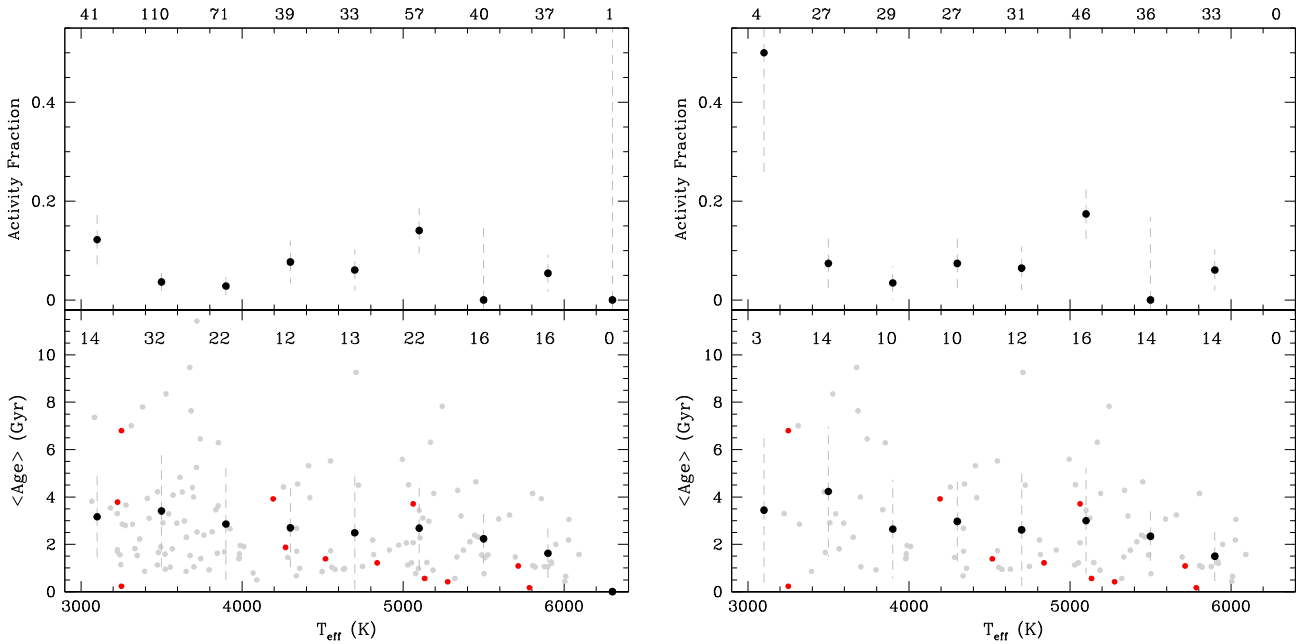 41 110 71 39 33 57 40 37 1
0.4
0.2
0
Activity Fraction
14 32 22 12 13 22 16 16 0
10
8
6
4
2
0
<Age> (Gyr)
3000 4000 5000 6000
T_eff (K)
4 27 29 27 31 46 36 33 0
0.4
0.2
0
Activity Fraction
3 14 10 10 12 16 14 14 0
10
8
6
4
2
0
<Age> (Gyr)
3000 4000 5000 6000
T_eff (K)